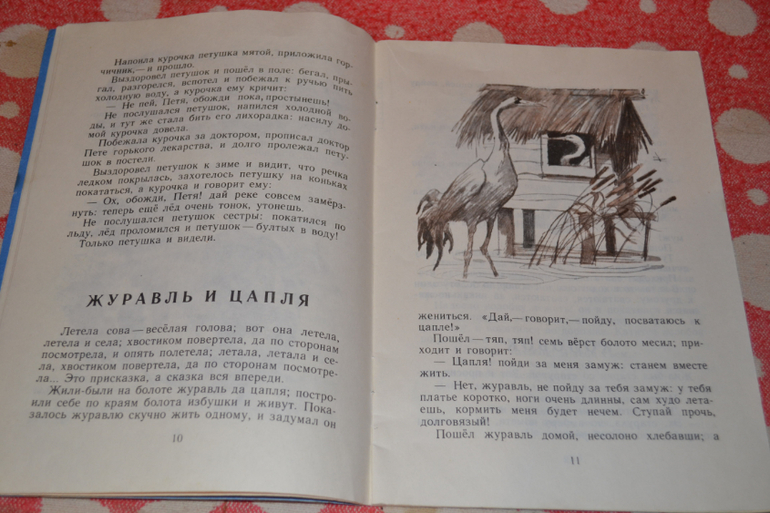 Напоила курочка петушка мятой, приложила гор-
чичник,— и прошло.
Выздоровел петушок и пошёл в поле: бегал, пры-
гал, разгорелся, вспотел и побежал к ручью пить
холодную воду, а курочка ему кричит:
— Не пей, Петя, обожди пока, простынешь!
Не послушался петушок, напился холодной во-
ды, и тут же стала бить его лихорадка: насилу до-
мой курочка довела.
Побежала курочка за доктором, прописал доктор
Пете горького лекарства, и долго пролежал пету-
шок в постели.
Выздоровел петушок к зиме и видит, что речка
ледком покрылась, захотелось петушку на коньках
покататься, а курочка и говорит ему:
— Ох, обожди, Петя! дай реке совсем замёрз-
нуть: теперь ещё лёд очень тонок, утонешь.
Не послушался петушок сестры: покатился по
льду, лёд проломился и петушок — бултых в воду!
Только петушка и видели.
ЖУРАВЛЬ И ЦАПЛЯ
Летела сова — весёлая голова; вот она летела,
летела и села; хвостиком повертела, да по сторонам
посмотрела, и опять полетела; летала, летала и се-
ла, хвостиком повертела, да по сторонам посмотре-
ла... Это присказка, а сказка вся впереди.
Жили-были на болоте журавль да цапля; постро-
или себе по краям болота избушки и живут. Пока-
залось журавлю скучно жить одному, и задумал он
10
жениться. «Дай,— говорит,— пойду, посватаюсь к
цапле!»
Пошёл — тяп, тяп! семь вёрст болото месил; при-
ходит и говорит:
— Цапля! пойди за меня замуж: станем вместе
жить.
— Нет, журавль, не пойду за тебя замуж: у тебя
платье коротко, ноги очень длинны, сам худо лета-
ешь, кормить меня будет нечем. Ступай прочь,
долговязый!
Пошёл журавль домой, несолоно хлебавши; а
11